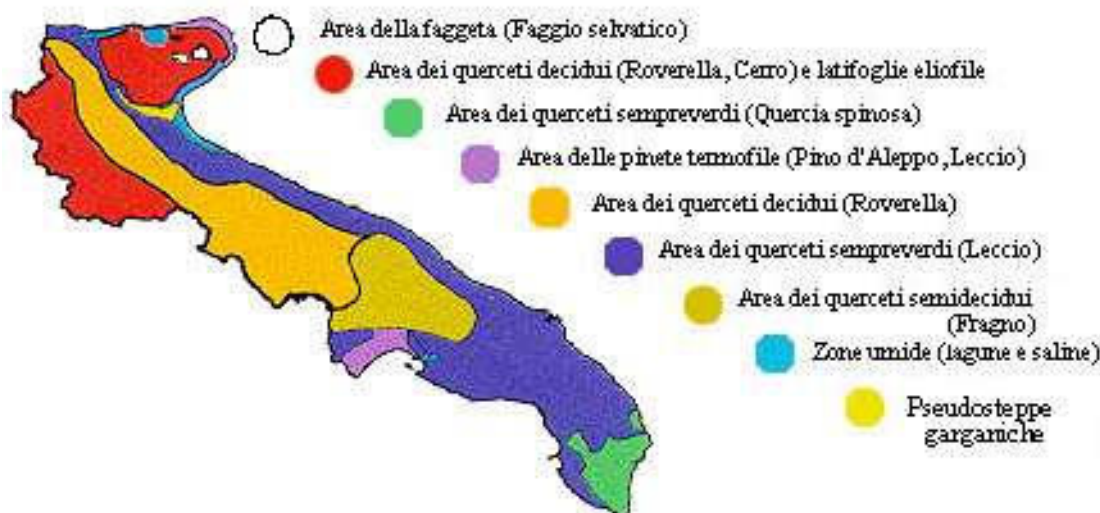 Area della faggeta (Faggio selvatico)
Area dei querceti decidui (Roverella, Cerro) e latifoglie eliofile
Area dei querceti sempreverdi (Quercia spinosa)
Area delle pinete termofile (Pino d'Aleppo, Leccio)
Area dei querceti decidui (Roverella)
Area dei querceti sempreverdi (Leccio)
Area dei querceti semidecidui
(Fragno)
Zone umide (lagune e saline)
Pseudosteppe
garganiche